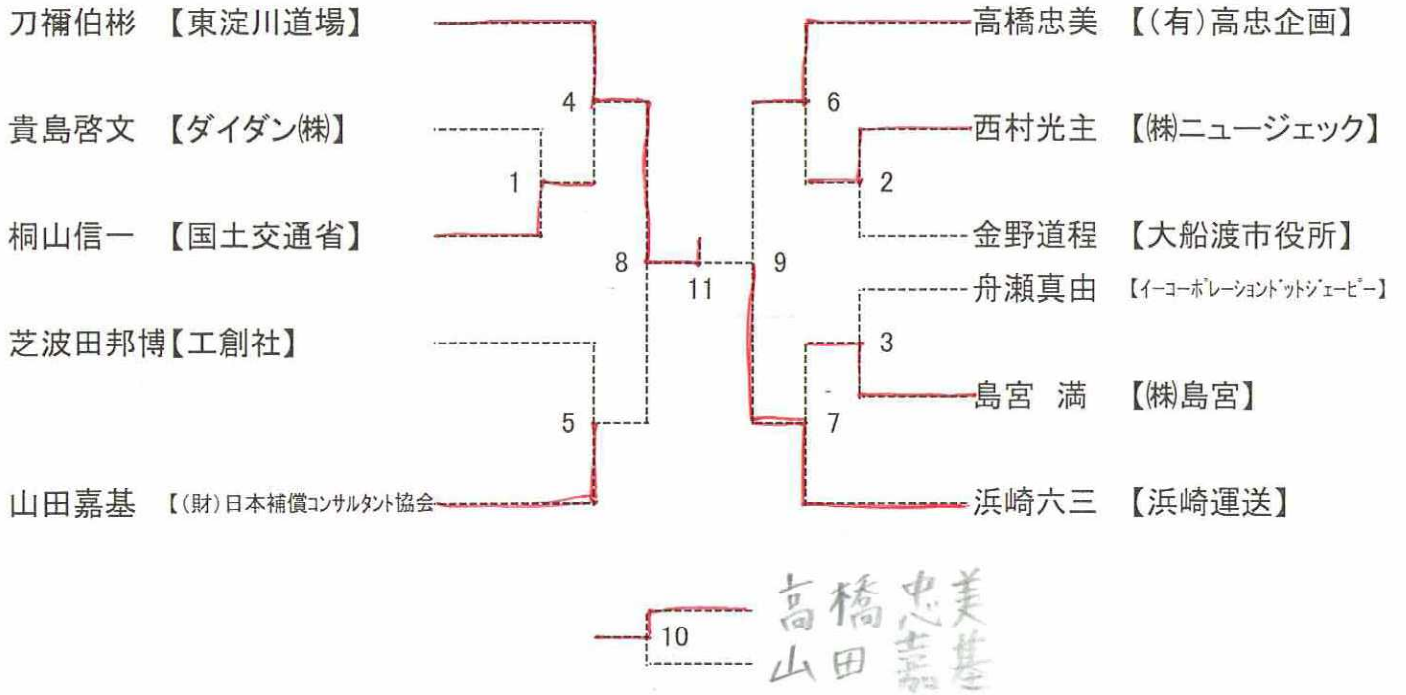 刀禰伯彬 【東淀川道場】
貴島啓文 【ダイダン㈱】
桐山信一 【国土交通省】
芝波田邦博【工創社】
山田嘉基 【(財)日本補償コンサルタント協会
4
1
8
5
11
高橋忠美 【(有)高忠企画】
西村光主 【㈱ニュージェック】
金野道程 【大船渡市役所】
舟瀬真由 【イーコーポレーションドットジェーピー】
島宮 満 【㈱島宮】
浜崎六三 【浜崎運送】
6
2
9
3
7
10
高橋忠美
山田嘉基